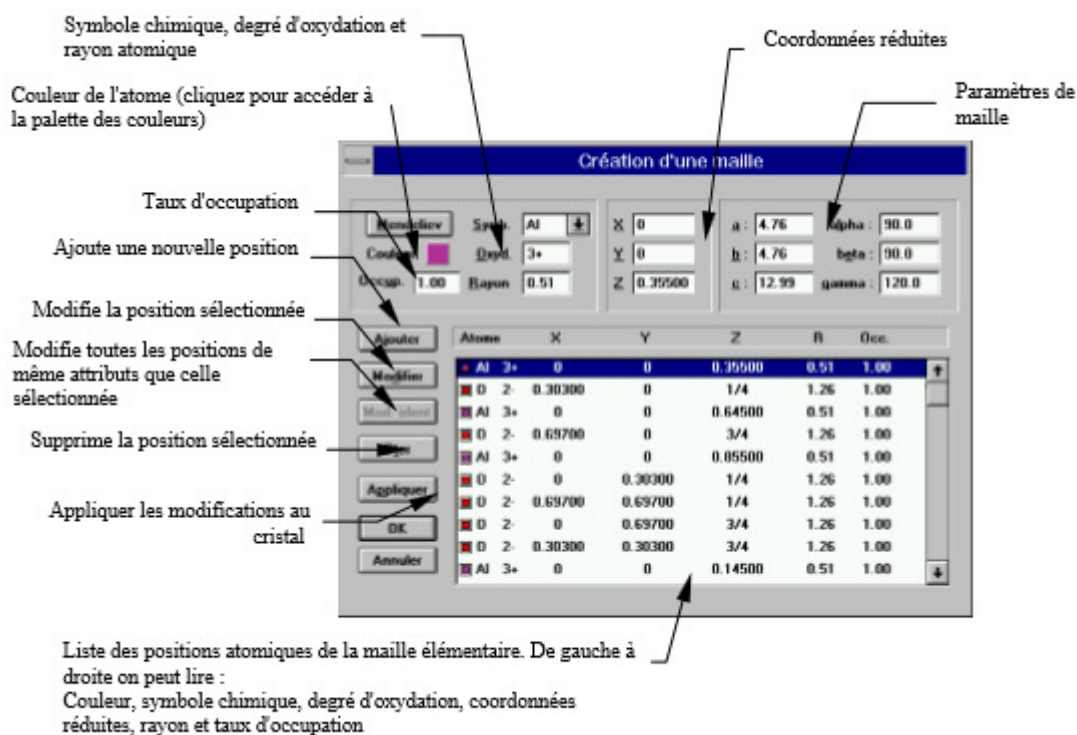 Symbole chimique, degré d'oxydation et
rayon atomique
Coordonnées réduites
Couleur de l'atome (cliquez pour accéder à
la palette des couleurs)
Paramètres de
maille
Création d'une maille
Taux d'occupation
Mendeliev Symb. Al X 0 a : 4.76 alpha : 90.0
Ajoute une nouvelle position
Couleur Oxyd. 3+ Y 0 b : 4.76 beta : 90.0
Occup. 1.00 Rayon 0.51 Z 0.35500 c : 12.99 gamma : 120.0
Modifie la position sélectionnée
Ajouter
Atome X Y Z R Occ.
Modifie toutes les positions de
même attributs que celle
sélectionnée
Modifier
Mod. ident
Supprime la position sélectionnée
Appliquer
Appliquer les modifications au
cristal
OK
Annuler
Al 3+ 0 0 0.35500 0.51 1.00
O 2- 0.30300 0 1/4 1.26 1.00
Al 3+ 0 0 0.64500 0.51 1.00
O 2- 0.69700 0 3/4 1.26 1.00
Al 3+ 0 0 0.85500 0.51 1.00
O 2- 0 0.30300 1/4 1.26 1.00
O 2- 0.69700 0.69700 1/4 1.26 1.00
O 2- 0 0.69700 3/4 1.26 1.00
O 2- 0.30300 0.30300 3/4 1.26 1.00
Al 3+ 0 0 0.14500 0.51 1.00
Liste des positions atomiques de la maille élémentaire. De gauche à
droite on peut lire :
Couleur, symbole chimique, degré d'oxydation, coordonnées
réduites, rayon et taux d'occupation